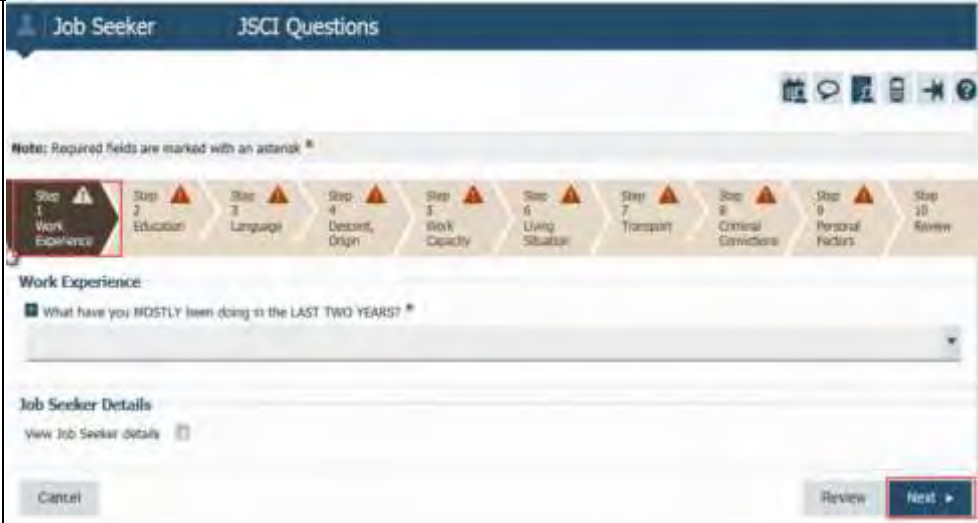 Job Seeker JSCI Questions
Note: Required fields are marked with an asterisk *
Step 1 Work Experience
Step 2 Education
Step 3 Language
Step 4 Descent, Origin
Step 5 Work Capacity
Step 6 Living Situation
Step 7 Transport
Step 8 Criminal Convictions
Step 9 Personal Factors
Step 10 Review
Work Experience
What have you MOSTLY been doing in the LAST TWO YEARS? *
Job Seeker Details
View Job Seeker details
Cancel Review Next